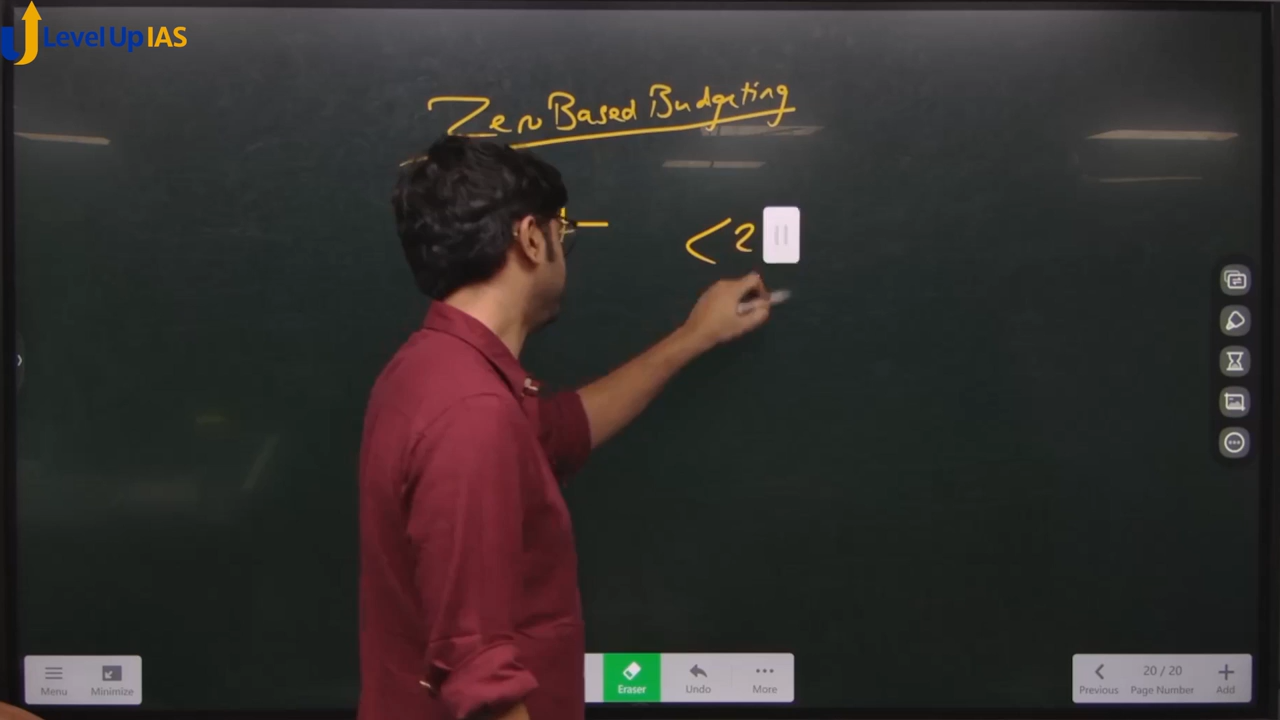 Level Up IAS
Zero Based Budgeting
< 2
Menu
Minimize
Eraser
Undo
More
Previous
20 / 20
Page Number
Add